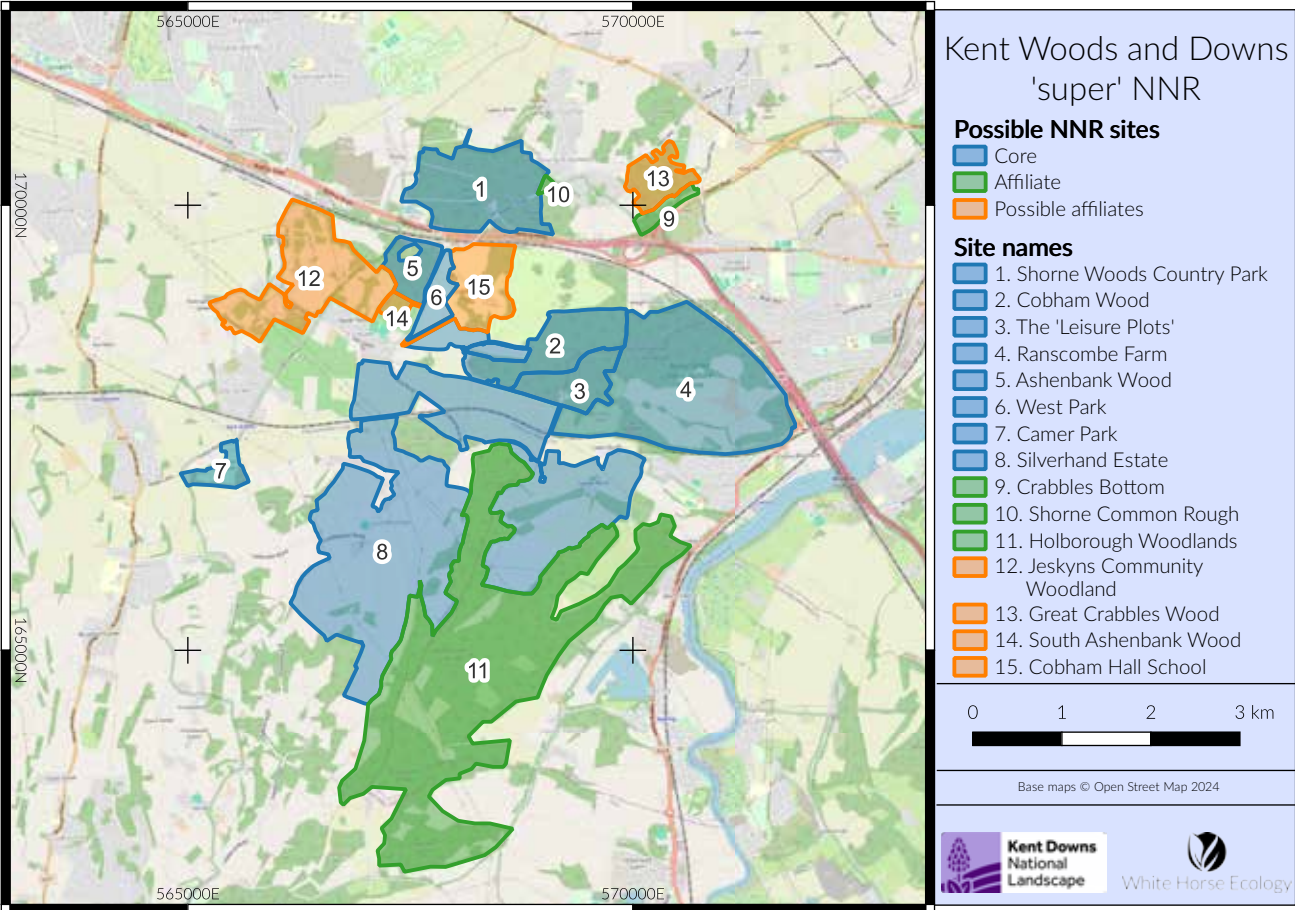 565000E
570000E
170000N
165000N
1
10
13
9
5
12
6
15
14
2
3
4
7
8
11
565000E
570000E
Kent Woods and Downs
'super' NNR
Possible NNR sites
Core
Affiliate
Possible affiliates
Site names
1. Shorne Woods Country Park
2. Cobham Wood
3. The 'Leisure Plots'
4. Ranscombe Farm
5. Ashenbank Wood
6. West Park
7. Camer Park
8. Silverhand Estate
9. Crabbles Bottom
10. Shorne Common Rough
11. Holborough Woodlands
12. Jeskyns Community
Woodland
13. Great Crabbles Wood
14. South Ashenbank Wood
15. Cobham Hall School
0 1 2 3 km
Base maps © Open Street Map 2024
Kent Downs
National
Landscape
White Horse Ecology